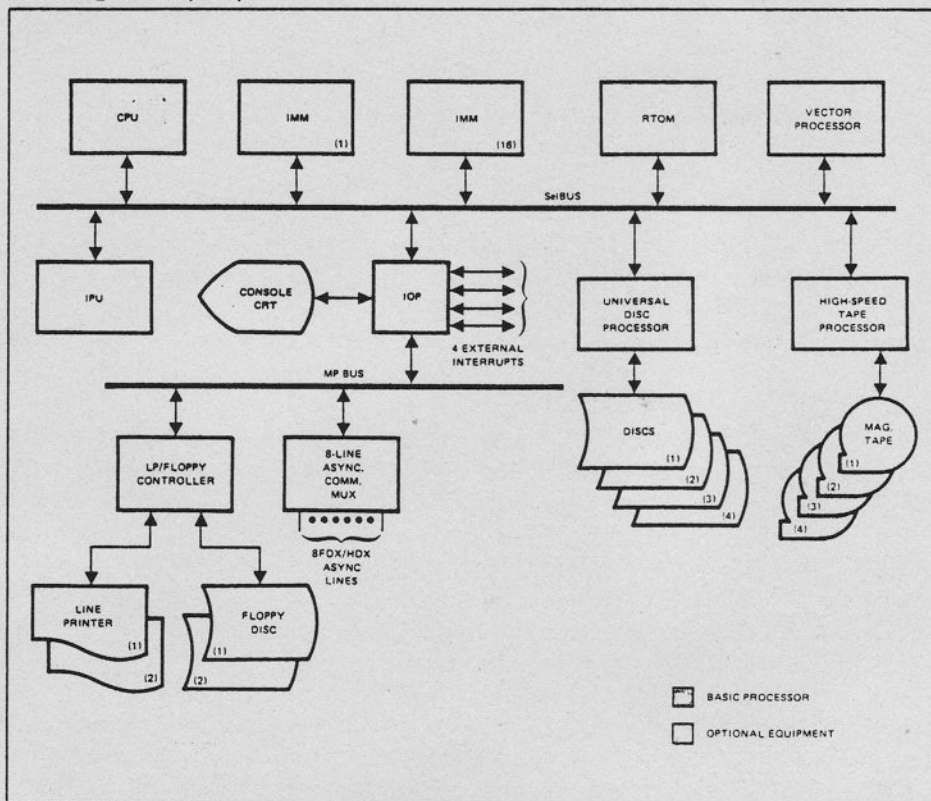 CPU
IMM
(1)
IMM
(16)
RTOM
VECTOR
PROCESSOR
SelBUS
IPU
CONSOLE
CRT
IOP
4 EXTERNAL
INTERRUPTS
UNIVERSAL
DISC
PROCESSOR
HIGH-SPEED
TAPE
PROCESSOR
MP BUS
LP/FLOPPY
CONTROLLER
8-LINE
ASYNC.
COMM.
MUX
8FDX/HDX
ASYNC
LINES
DISCS
(1)
(2)
(3)
(4)
MAG.
TAPE
(1)
(2)
(3)
(4)
LINE
PRINTER
(1)
(2)
FLOPPY
DISC
(1)
(2)
BASIC PROCESSOR
OPTIONAL EQUIPMENT